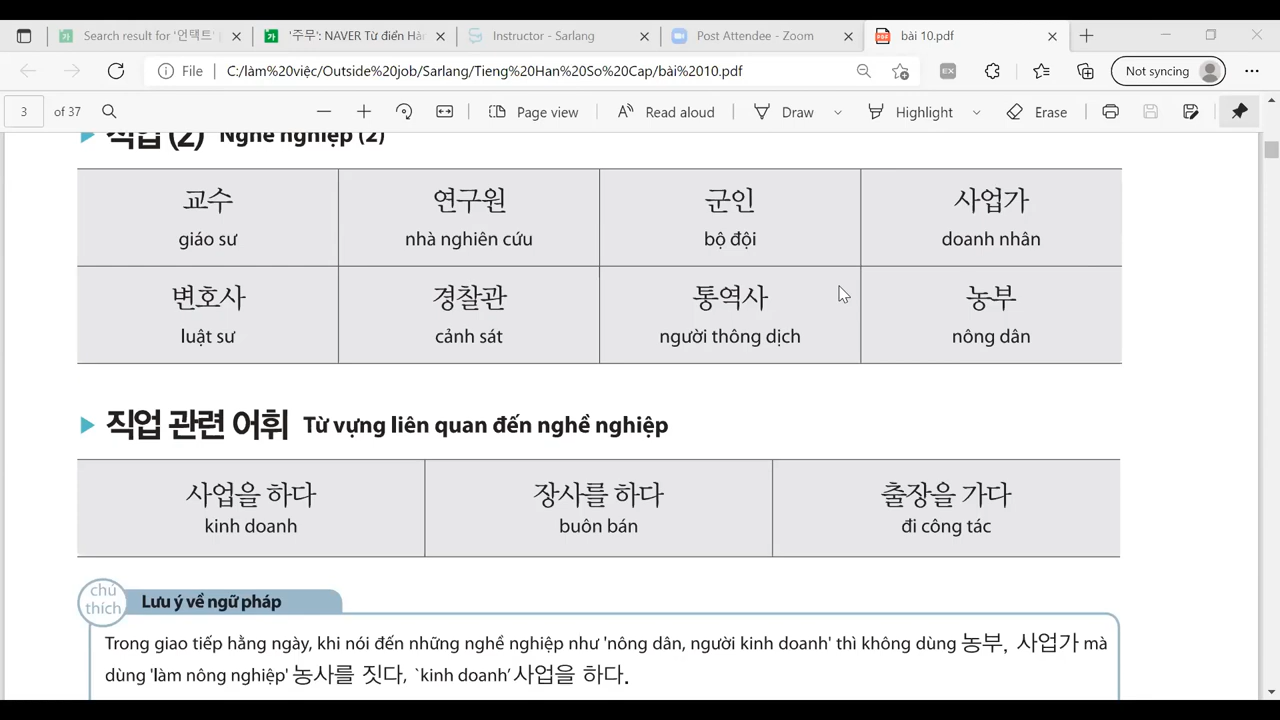 Search result for '언택트'
'주무': NAVER Từ điển Hàn
Instructor - Sarlang
Post Attendee - Zoom
bài 10.pdf
File
C:/làm%20việc/Outside%20job/Sarlang/Tieng%20Han%20So%20Cap/bài%2010.pdf
EX
Not syncing
3 of 37
Page view
Read aloud
Draw
Highlight
Erase
직업 (2) Nghề nghiệp (2)
교수 연구원 군인 사업가
giáo sư nhà nghiên cứu bộ đội doanh nhân
변호사 경찰관 통역사 농부
luật sư cảnh sát người thông dịch nông dân
직업 관련 어휘 Từ vựng liên quan đến nghề nghiệp
사업을 하다 장사를 하다 출장을 가다
kinh doanh buôn bán đi công tác
chú
thích
Lưu ý về ngữ pháp
Trong giao tiếp hằng ngày, khi nói đến những nghề nghiệp như 'nông dân, người kinh doanh' thì không dùng 농부, 사업가 mà
dùng 'làm nông nghiệp' 농사를 짓다, `kinh doanh’ 사업을 하다.